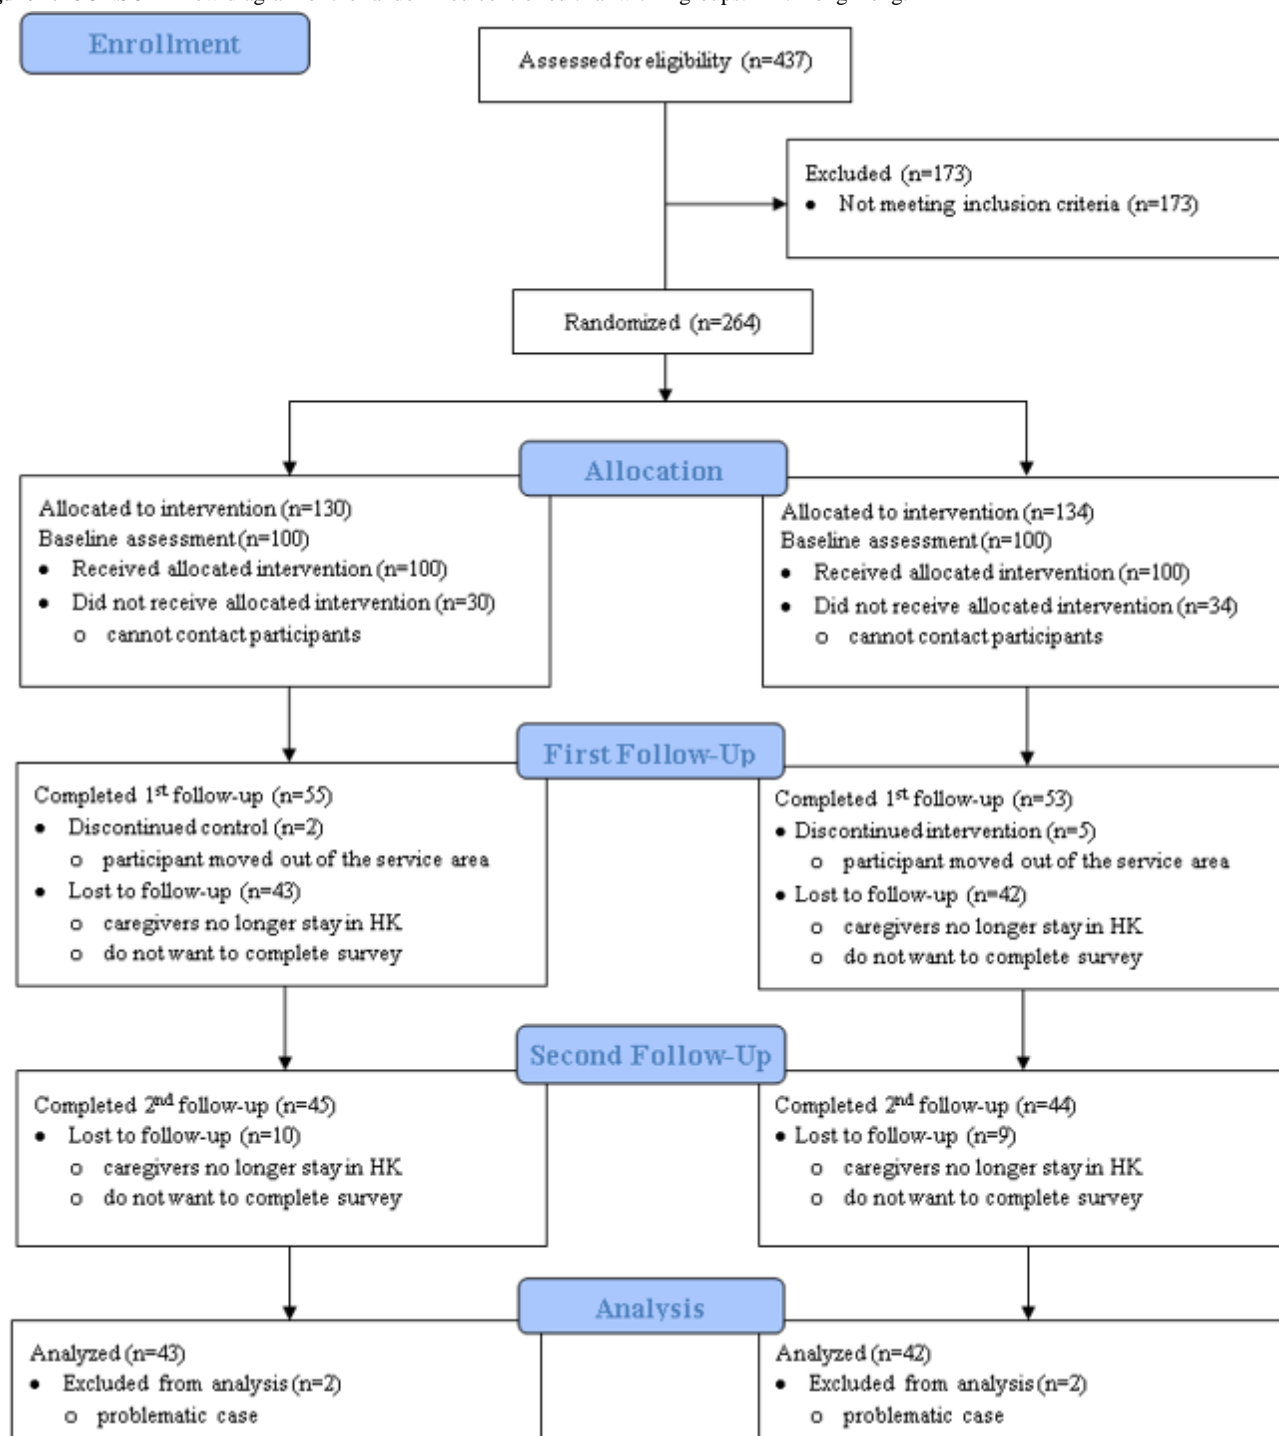 Enrollment
Assessed for eligibility (n=437)
Excluded (n=173)
● Not meeting inclusion criteria (n=173)
Randomized (n=264)
Allocation
Allocated to intervention (n=130)
Baseline assessment (n=100)
● Received allocated intervention (n=100)
● Did not receive allocated intervention (n=30)
o cannot contact participants
Allocated to intervention (n=134)
Baseline assessment (n=100)
● Received allocated intervention (n=100)
● Did not receive allocated intervention (n=34)
o cannot contact participants
First Follow-Up
Completed 1st follow-up (n=55)
● Discontinued control (n=2)
o participant moved out of the service area
● Lost to follow-up (n=43)
o caregivers no longer stay in HK
o do not want to complete survey
Completed 1st follow-up (n=53)
● Discontinued intervention (n=5)
o participant moved out of the service area
● Lost to follow-up (n=42)
o caregivers no longer stay in HK
o do not want to complete survey
Second Follow-Up
Completed 2nd follow-up (n=45)
● Lost to follow-up (n=10)
o caregivers no longer stay in HK
o do not want to complete survey
Completed 2nd follow-up (n=44)
● Lost to follow-up (n=9)
o caregivers no longer stay in HK
o do not want to complete survey
Analysis
Analyzed (n=43)
● Excluded from analysis (n=2)
o problematic case
Analyzed (n=42)
● Excluded from analysis (n=2)
o problematic case